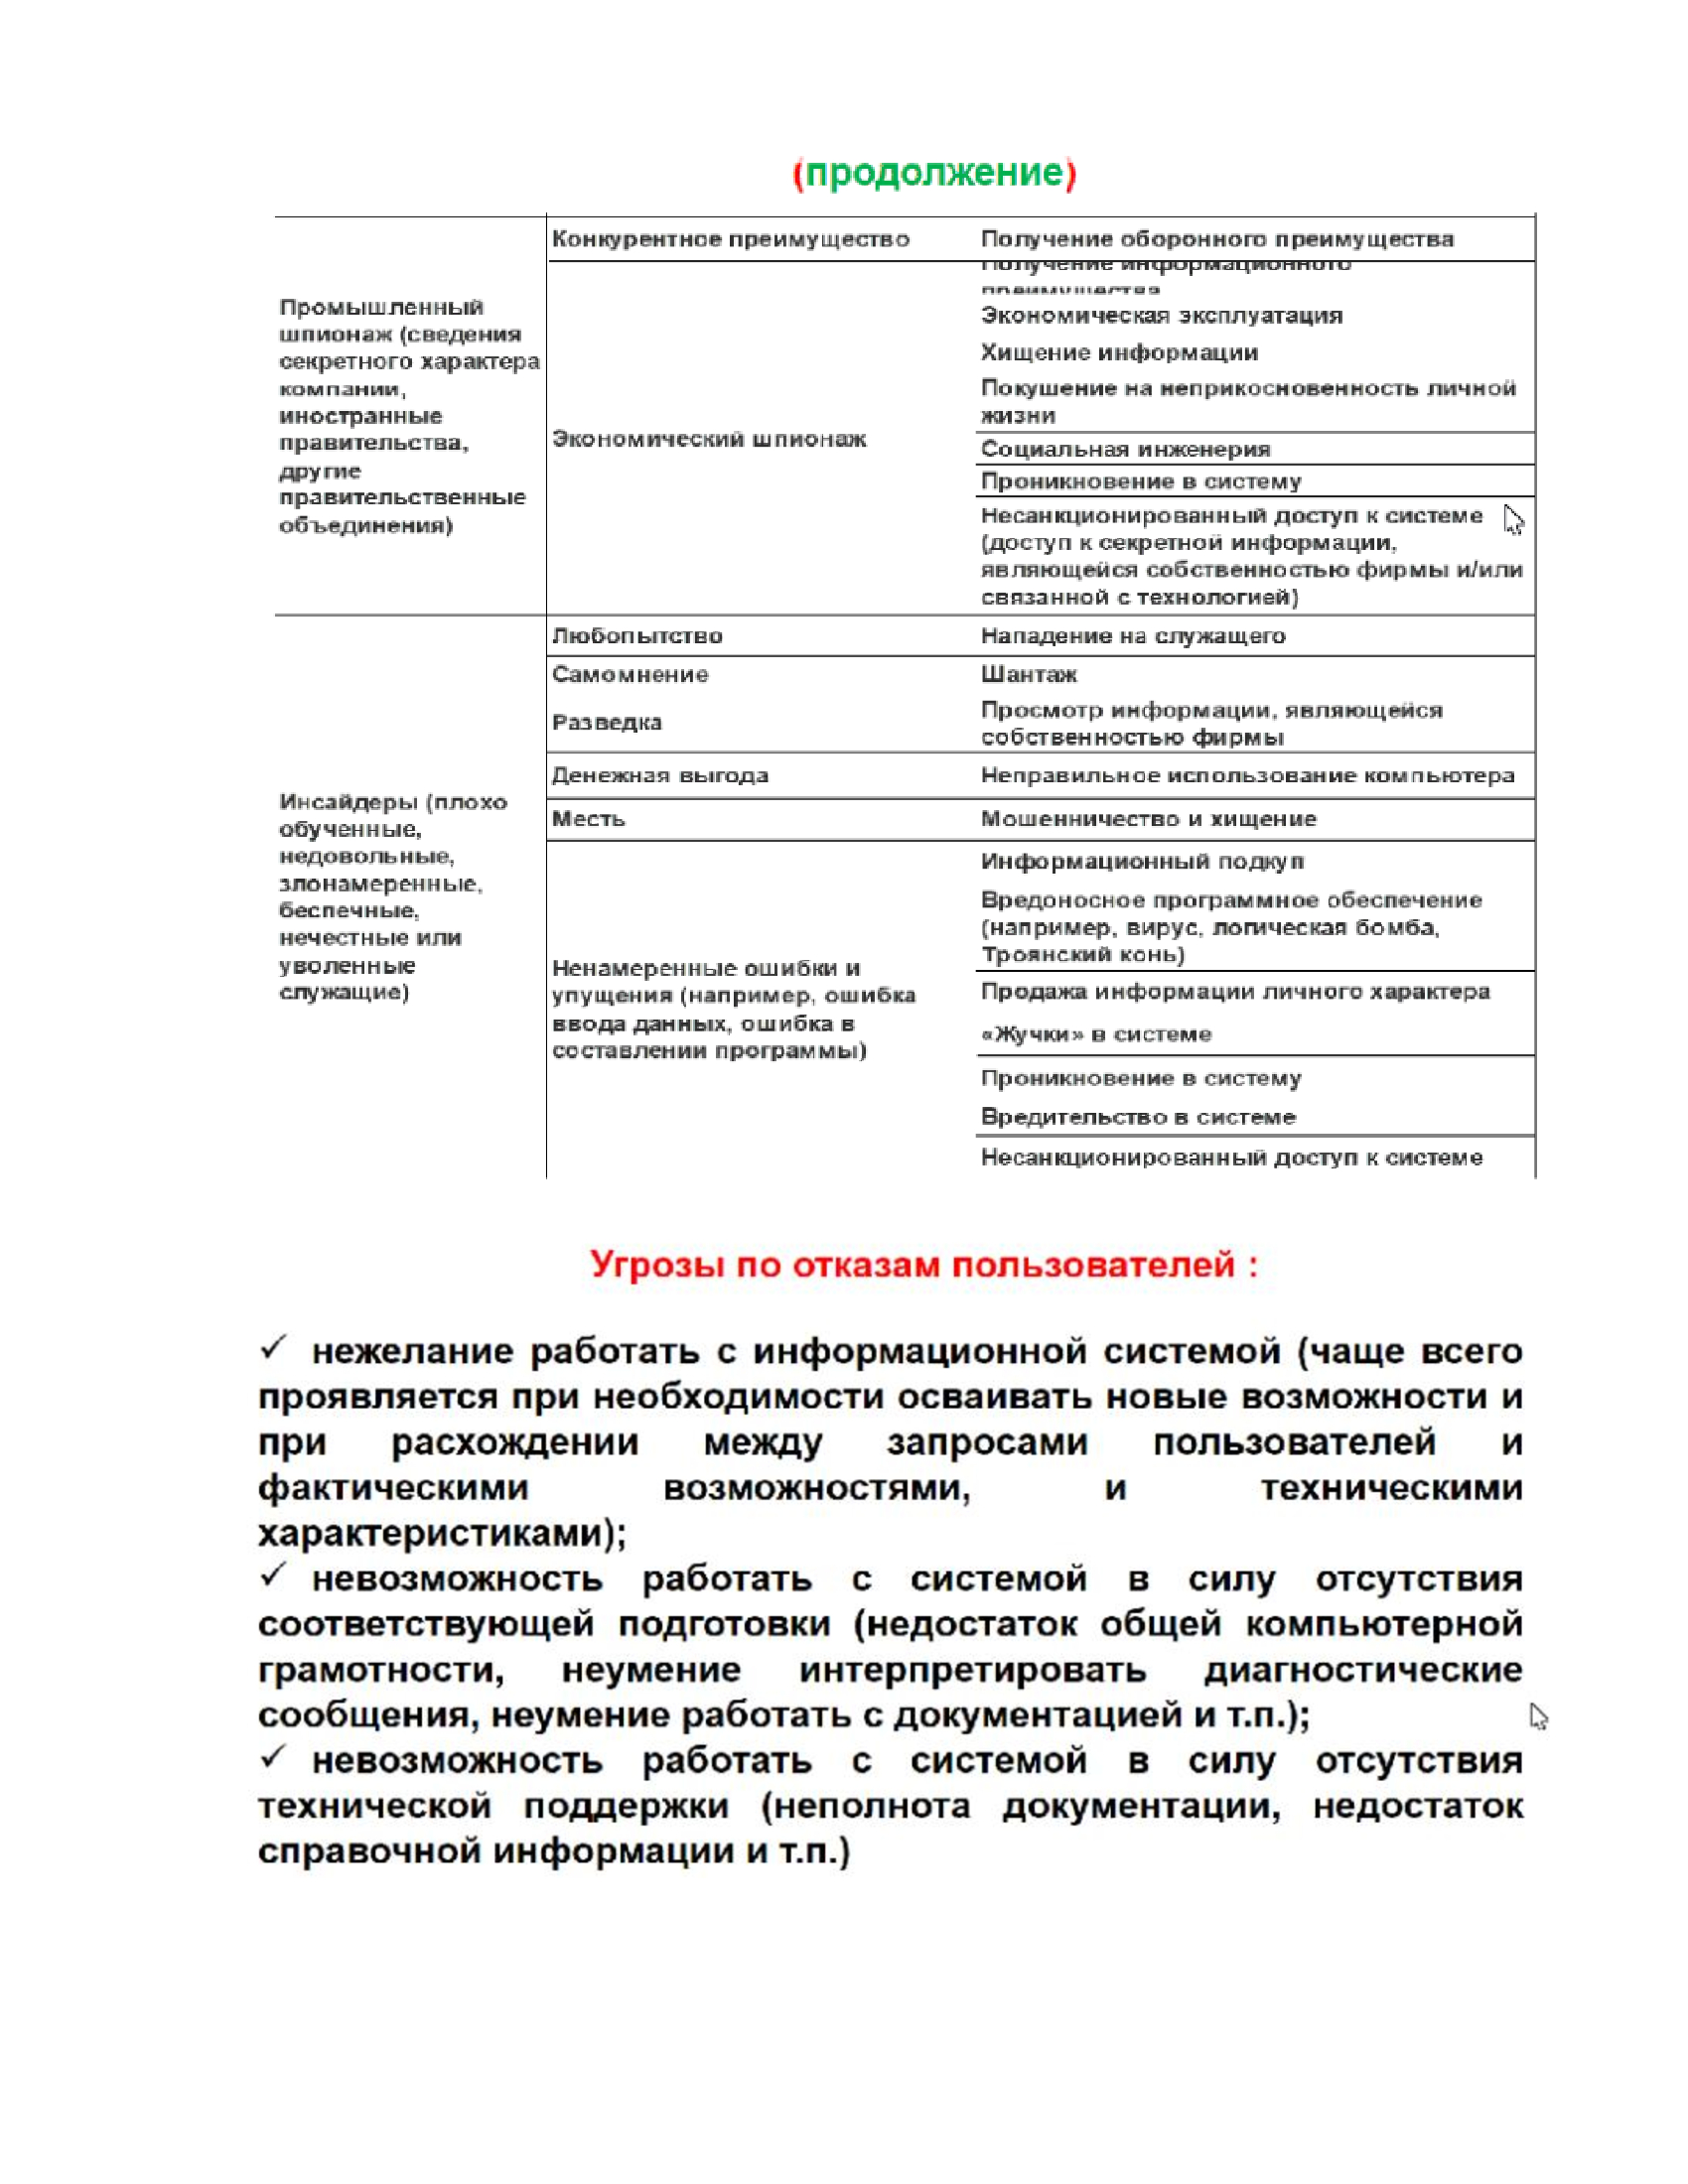 (продолжение)
Конкурентное преимущество Получение оборонного преимущества
Получение информационного
преимущества
Промышленный
шпионаж (сведения
секретного характера
компании,
иностранные
правительства,
другие
правительственные
объединения)
Экономический шпионаж
Экономическая эксплуатация
Хищение информации
Покушение на неприкосновенность личной
жизни
Социальная инженерия
Проникновение в систему
Несанкционированный доступ к системе
(доступ к секретной информации,
являющейся собственностью фирмы и/или
связанной с технологией)
Инсайдеры (плохо
обученные,
недовольные,
злонамеренные,
беспечные,
нечестные или
уволенные
служащие)
Любопытство Нападение на служащего
Самомнение Шантаж
Разведка
Просмотр информации, являющейся
собственностью фирмы
Денежная выгода Неправильное использование компьютера
Месть Мошенничество и хищение
Ненамеренные ошибки и
упущения (например, ошибка
ввода данных, ошибка в
составлении программы)
Информационный подкуп
Вредоносное программное обеспечение
(например, вирус, логическая бомба,
Троянский конь)
Продажа информации личного характера
«Жучки» в системе
Проникновение в систему
Вредительство в системе
Несанкционированный доступ к системе
Угрозы по отказам пользователей :
✓ нежелание работать с информационной системой (чаще всего
проявляется при необходимости осваивать новые возможности и
при расхождении между запросами пользователей и
фактическими возможностями, и техническими
характеристиками);
✓ невозможность работать с системой в силу отсутствия
соответствующей подготовки (недостаток общей компьютерной
грамотности, неумение интерпретировать диагностические
сообщения, неумение работать с документацией и т.п.);
✓ невозможность работать с системой в силу отсутствия
технической поддержки (неполнота документации, недостаток
справочной информации и т.п.)